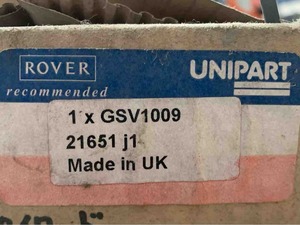 ROVER
recommended
UNIPART
1 x GSV1009
21651 j1
Made in UK